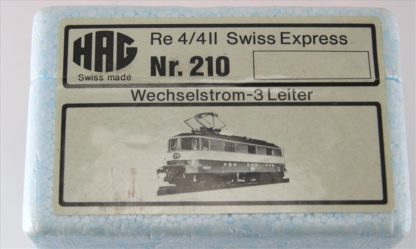 HAG
Swiss made
Re 4/4II Swiss Express
Nr. 210
Wechselstrom-3 Leiter